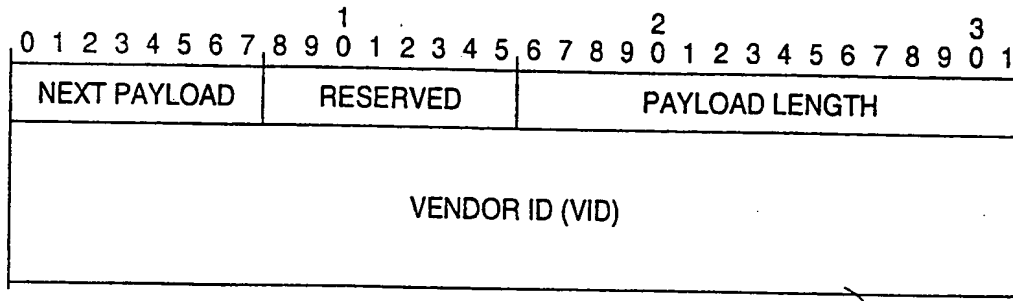 1 2 3
0 1 2 3 4 5 6 7 8 9 0 1 2 3 4 5 6 7 8 9 0 1 2 3 4 5 6 7 8 9 0 1
NEXT PAYLOAD RESERVED PAYLOAD LENGTH
VENDOR ID (VID)